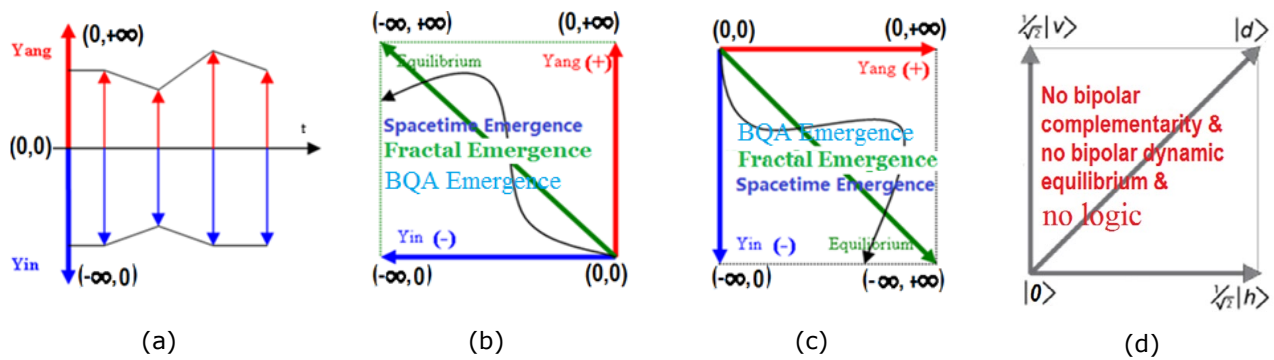 Yang
(0,+∞)
(0,0)
t
Yin
(-∞,0)
(a)
(-∞, +∞)
(0,+∞)
Equilibrium
Yang (+)
Spacetime Emergence
Fractal Emergence
BQA Emergence
Yin (-)
(-∞,0)
(0,0)
(b)
(0,0)
(0,+∞)
Yang (+)
BQA Emergence
Fractal Emergence
Spacetime Emergence
Yin (-)
Equilibrium
(-∞,0)
(-∞, +∞)
(c)
1/√2|v⟩
|d⟩
No bipolar
complementarity &
no bipolar dynamic
equilibrium &
no logic
|0>
1/√2|h⟩
(d)